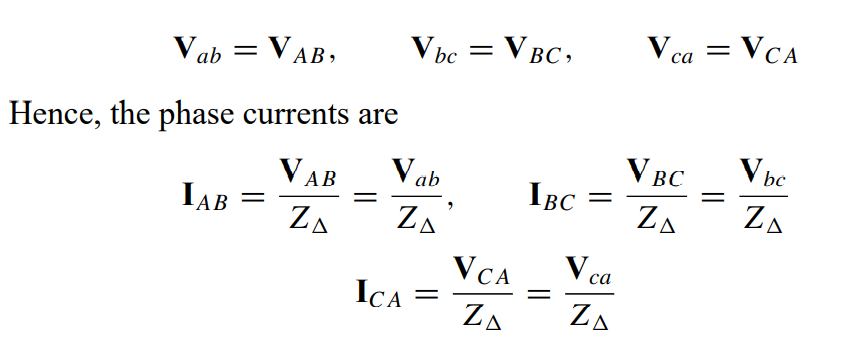 V_ab = V_AB, V_bc = V_BC, V_ca = V_CA
Hence, the phase currents are
I_AB = V_AB / Z_Δ = V_ab / Z_Δ, I_BC = V_BC / Z_Δ = V_bc / Z_Δ
I_CA = V_CA / Z_Δ = V_ca / Z_Δ